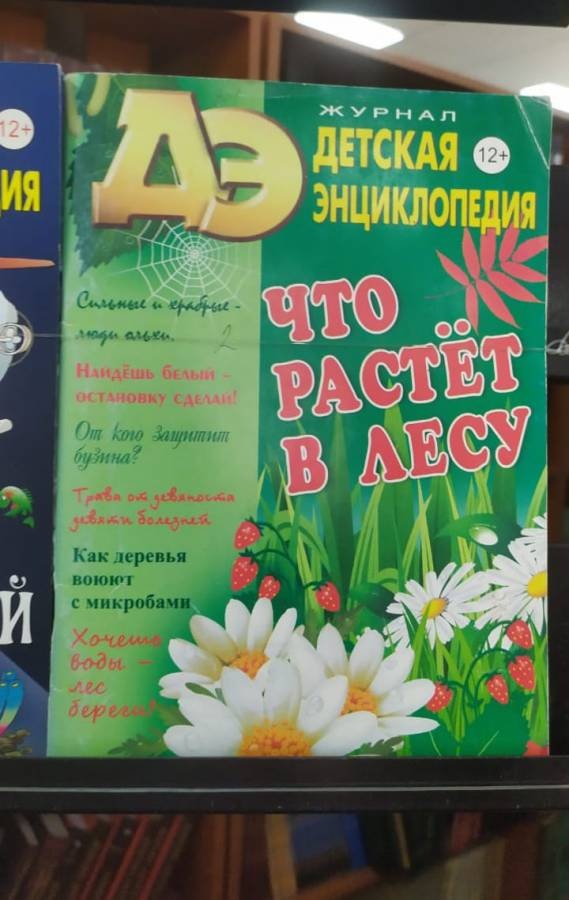 12+
ИЯ
Й
ДЭ
ЖУРНАЛ
ДЕТСКАЯ
12+
ЭНЦИКЛОПЕДИЯ
ЧТО
РАСТЁТ
В ЛЕСУ
Сильные и храбрые -
люди ольхи.
2
Найдёшь белый -
остановку сделай!
От кого защитит
бузина?
Трава от девяноста
девяти болезней
Как деревья
воюют
с микробами
Хочешь
воды -
лес
береги!